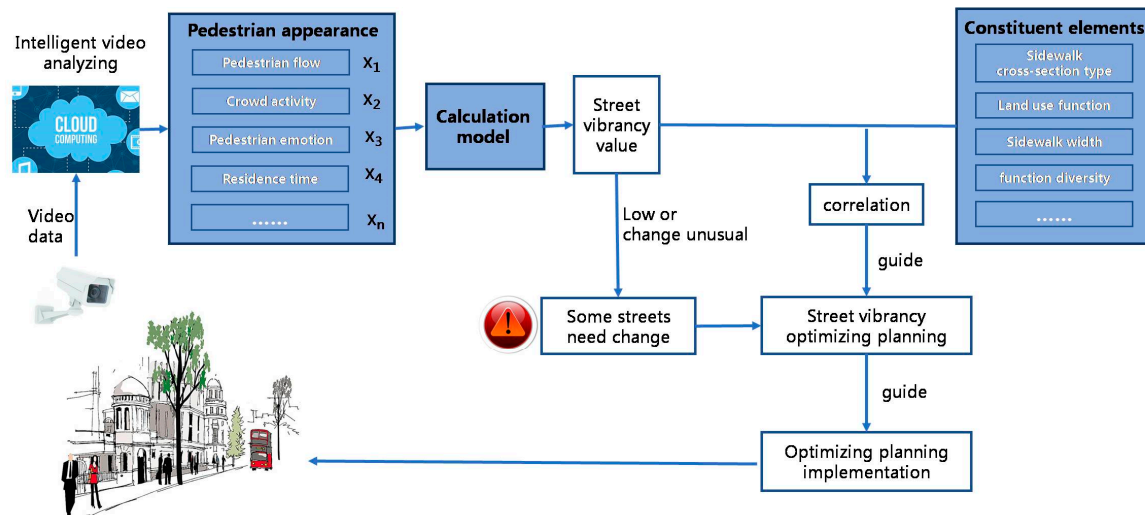 Intelligent video
analyzing
CLOUD
COMPUTING
Video
data
Pedestrian appearance
Pedestrian flow X1
Crowd activity X2
Pedestrian emotion X3
Residence time X4
...... Xn
Calculation
model
Street
vibrancy
value
Low or
change unusual
Some streets
need change
correlation
guide
Street vibrancy
optimizing planning
guide
Optimizing planning
implementation
Constituent elements
Sidewalk
cross-section type
Land use function
Sidewalk width
function diversity
......